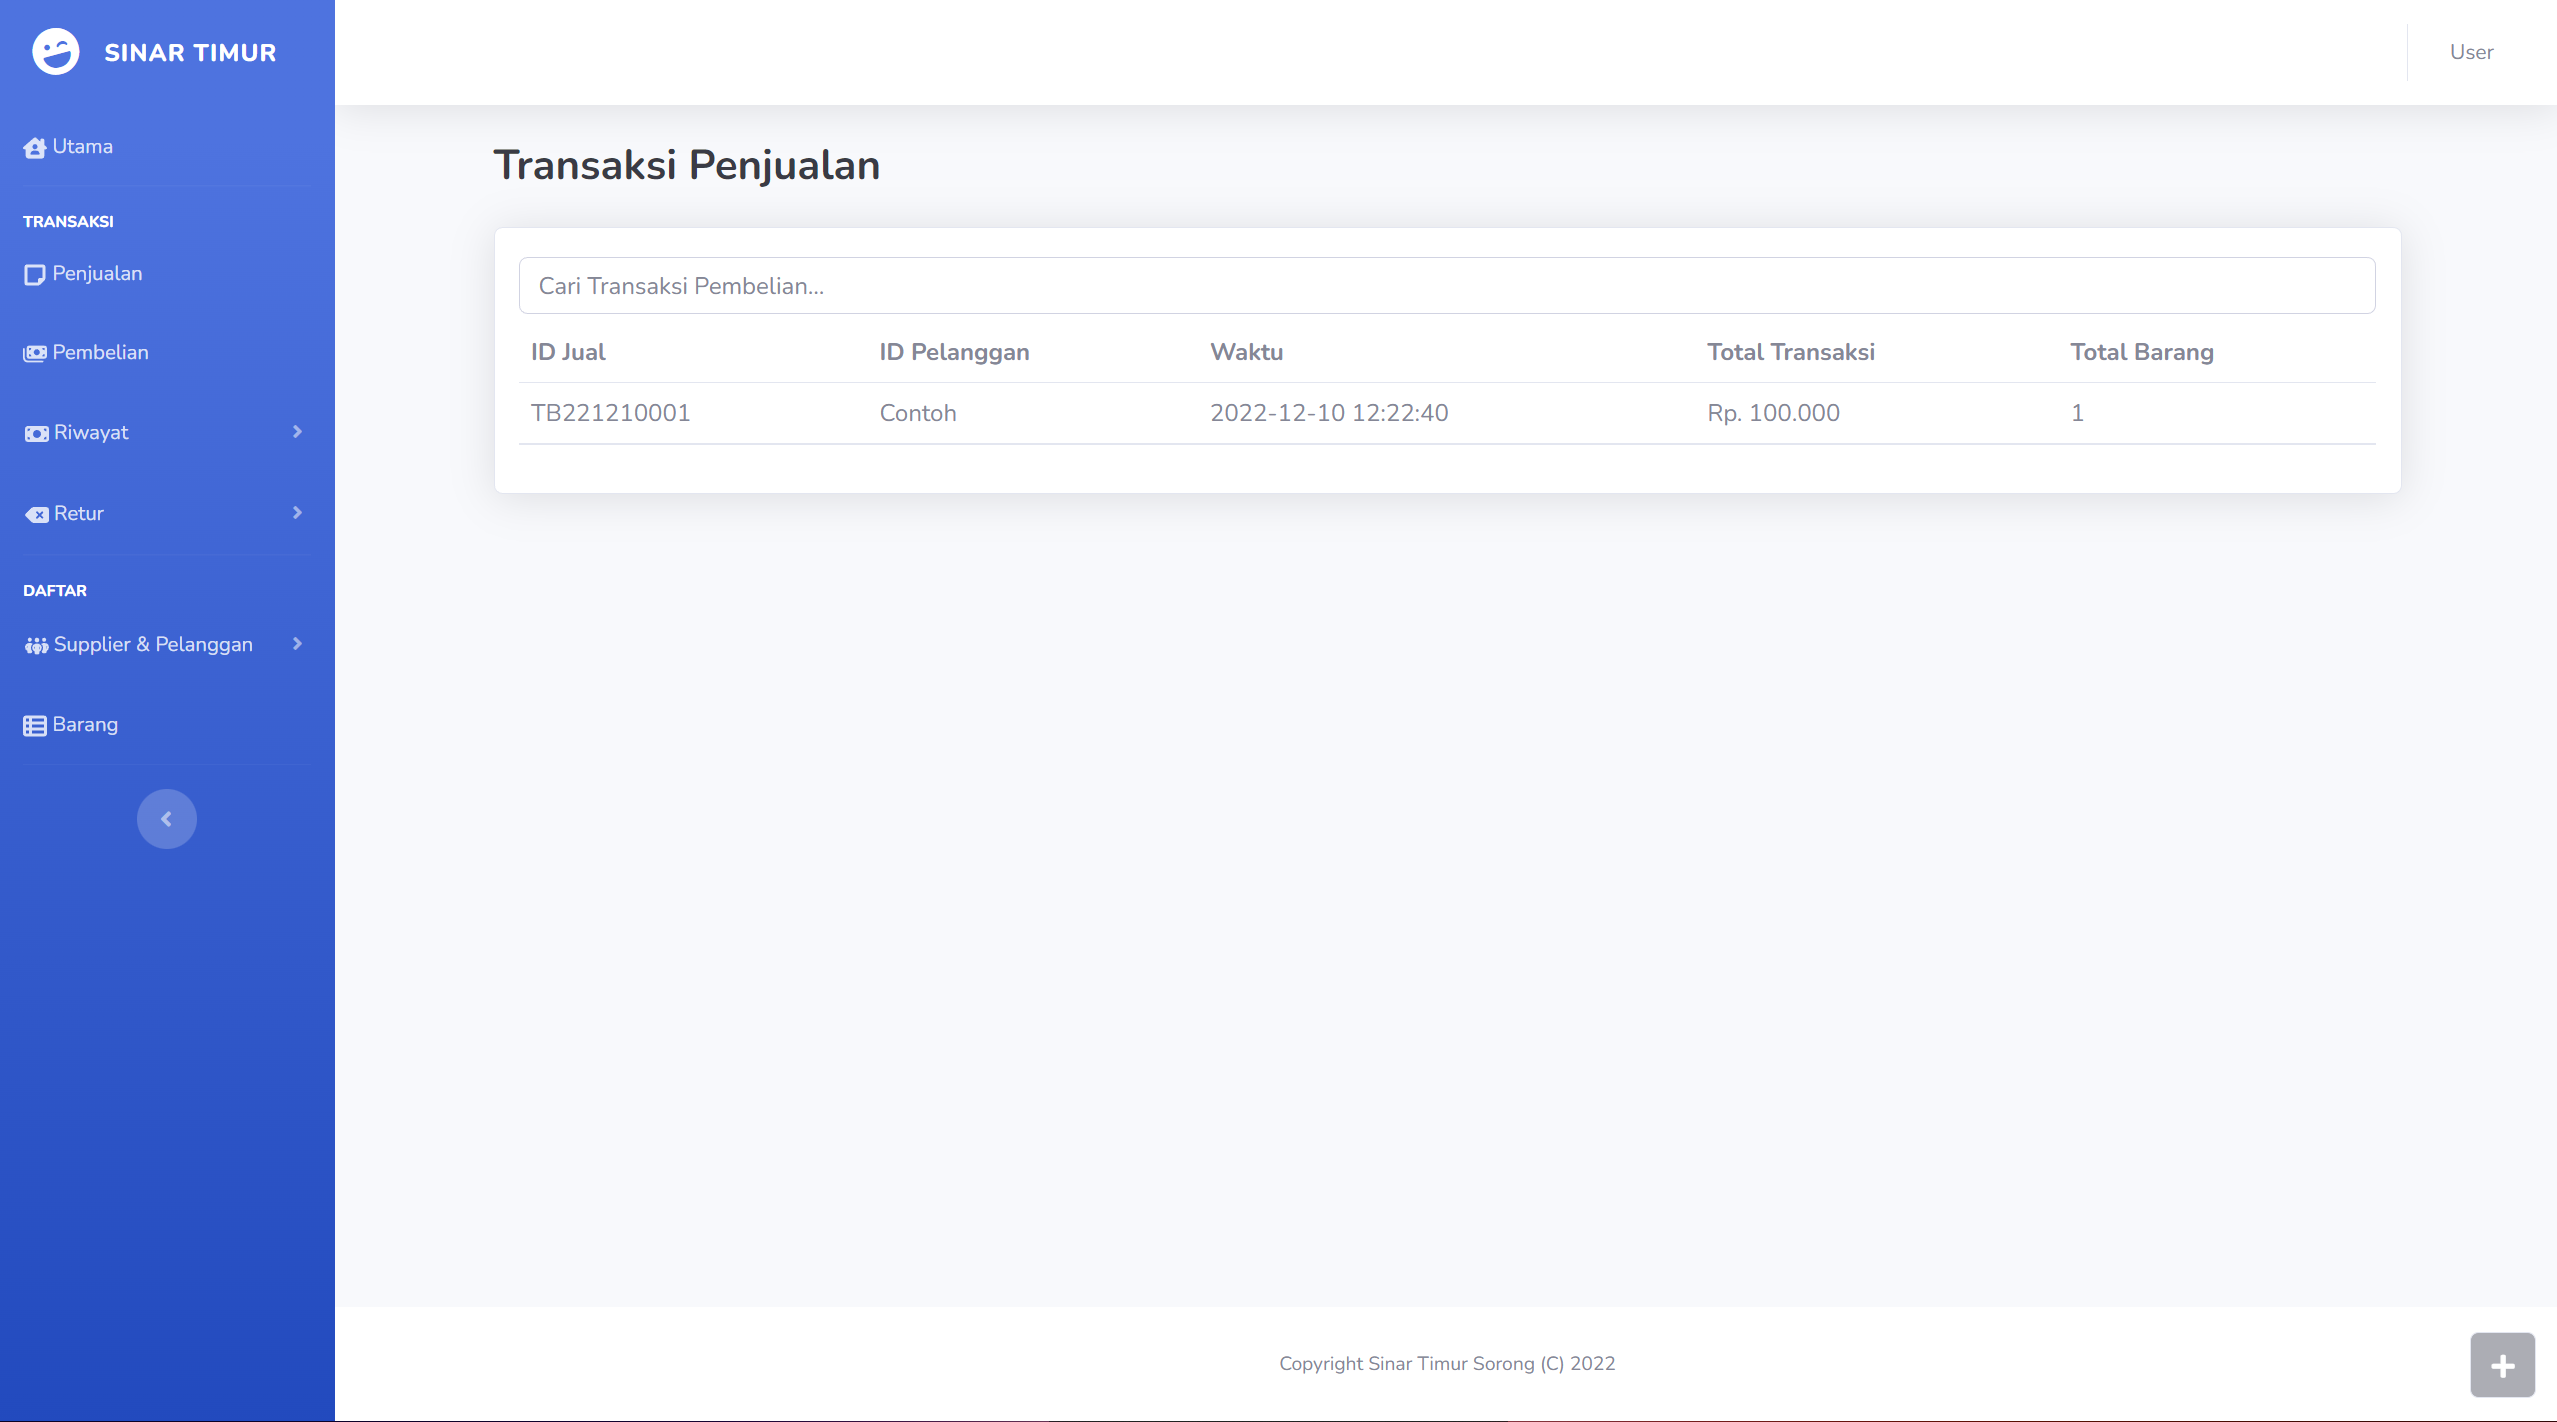 SINAR TIMUR
User
Utama
TRANSAKSI
Penjualan
Pembelian
Riwayat
Retur
DAFTAR
Supplier & Pelanggan
Barang
Transaksi Penjualan
Cari Transaksi Pembelian...
ID Jual ID Pelanggan Waktu Total Transaksi Total Barang
TB221210001 Contoh 2022-12-10 12:22:40 Rp. 100.000 1
Copyright Sinar Timur Sorong (C) 2022